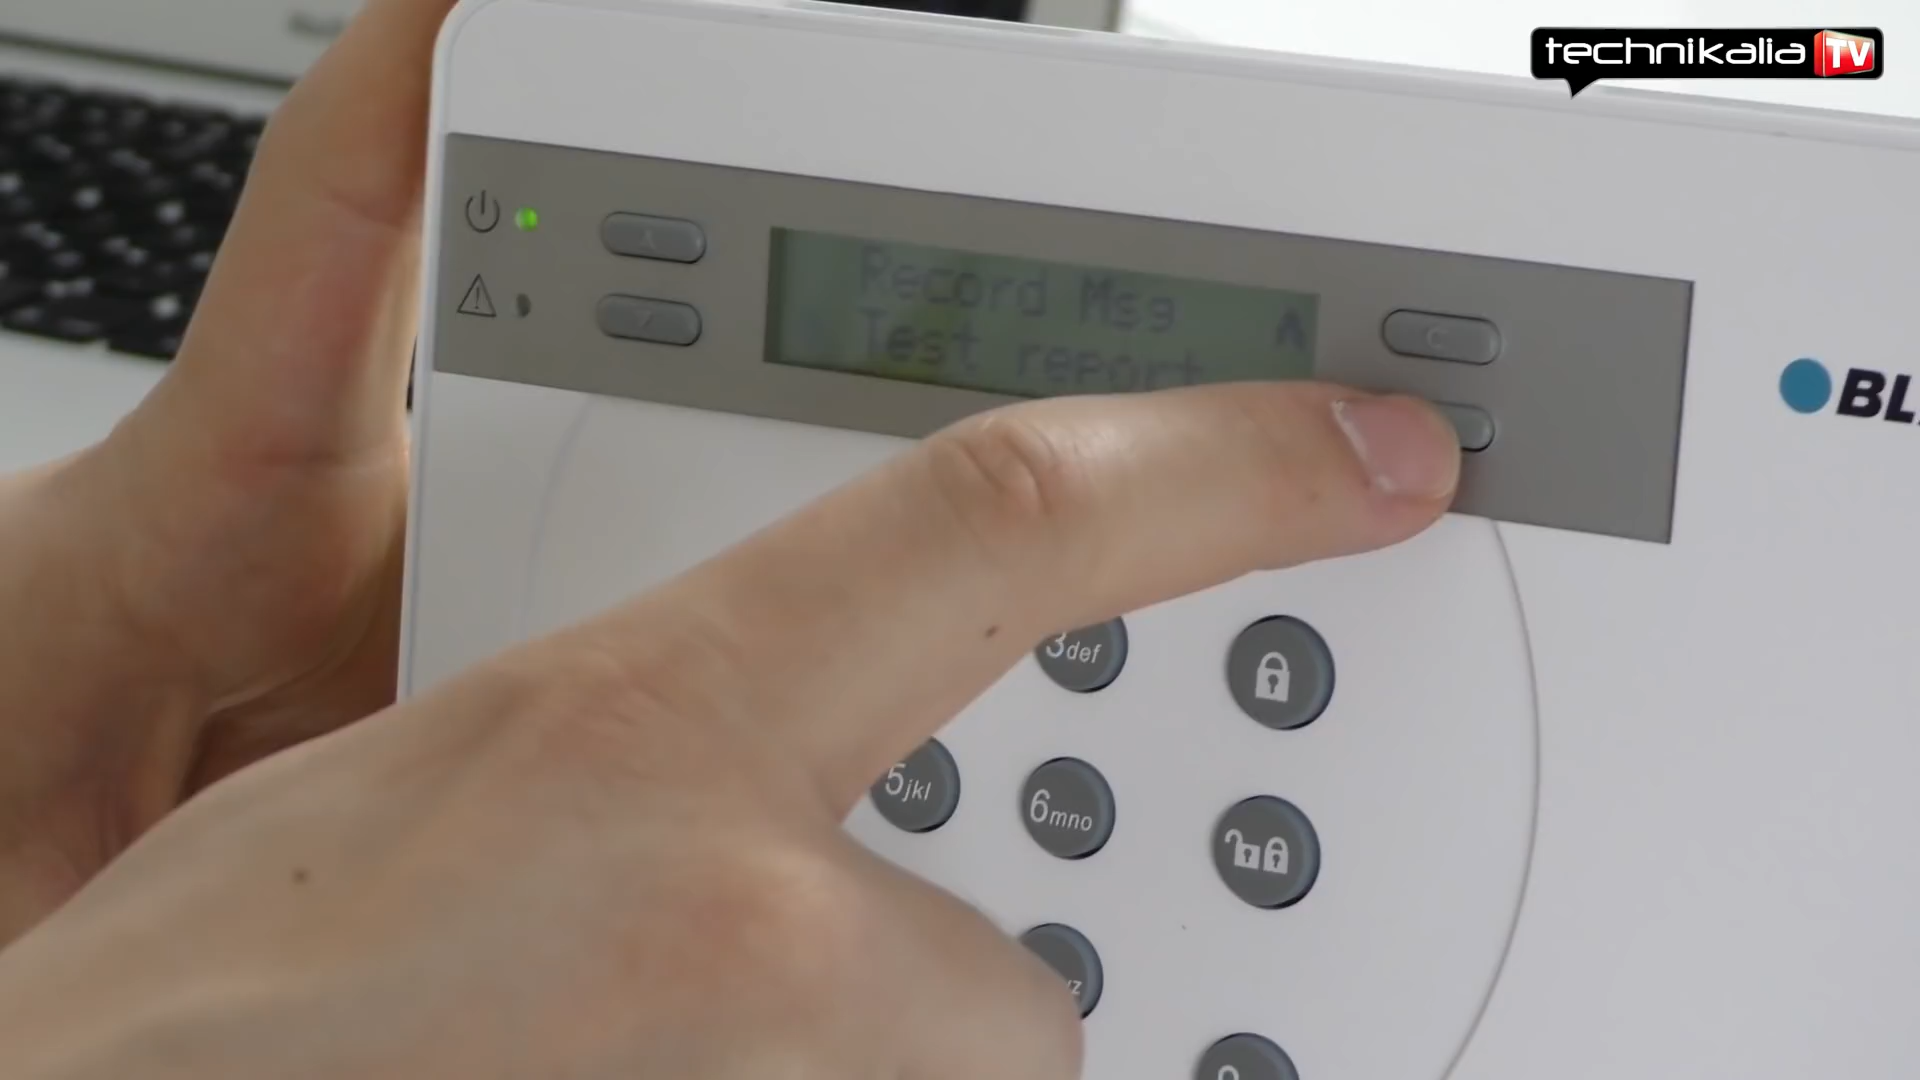 technikalia TV
Record Msg
Test report
C
BL
3def
5jkl
6mno